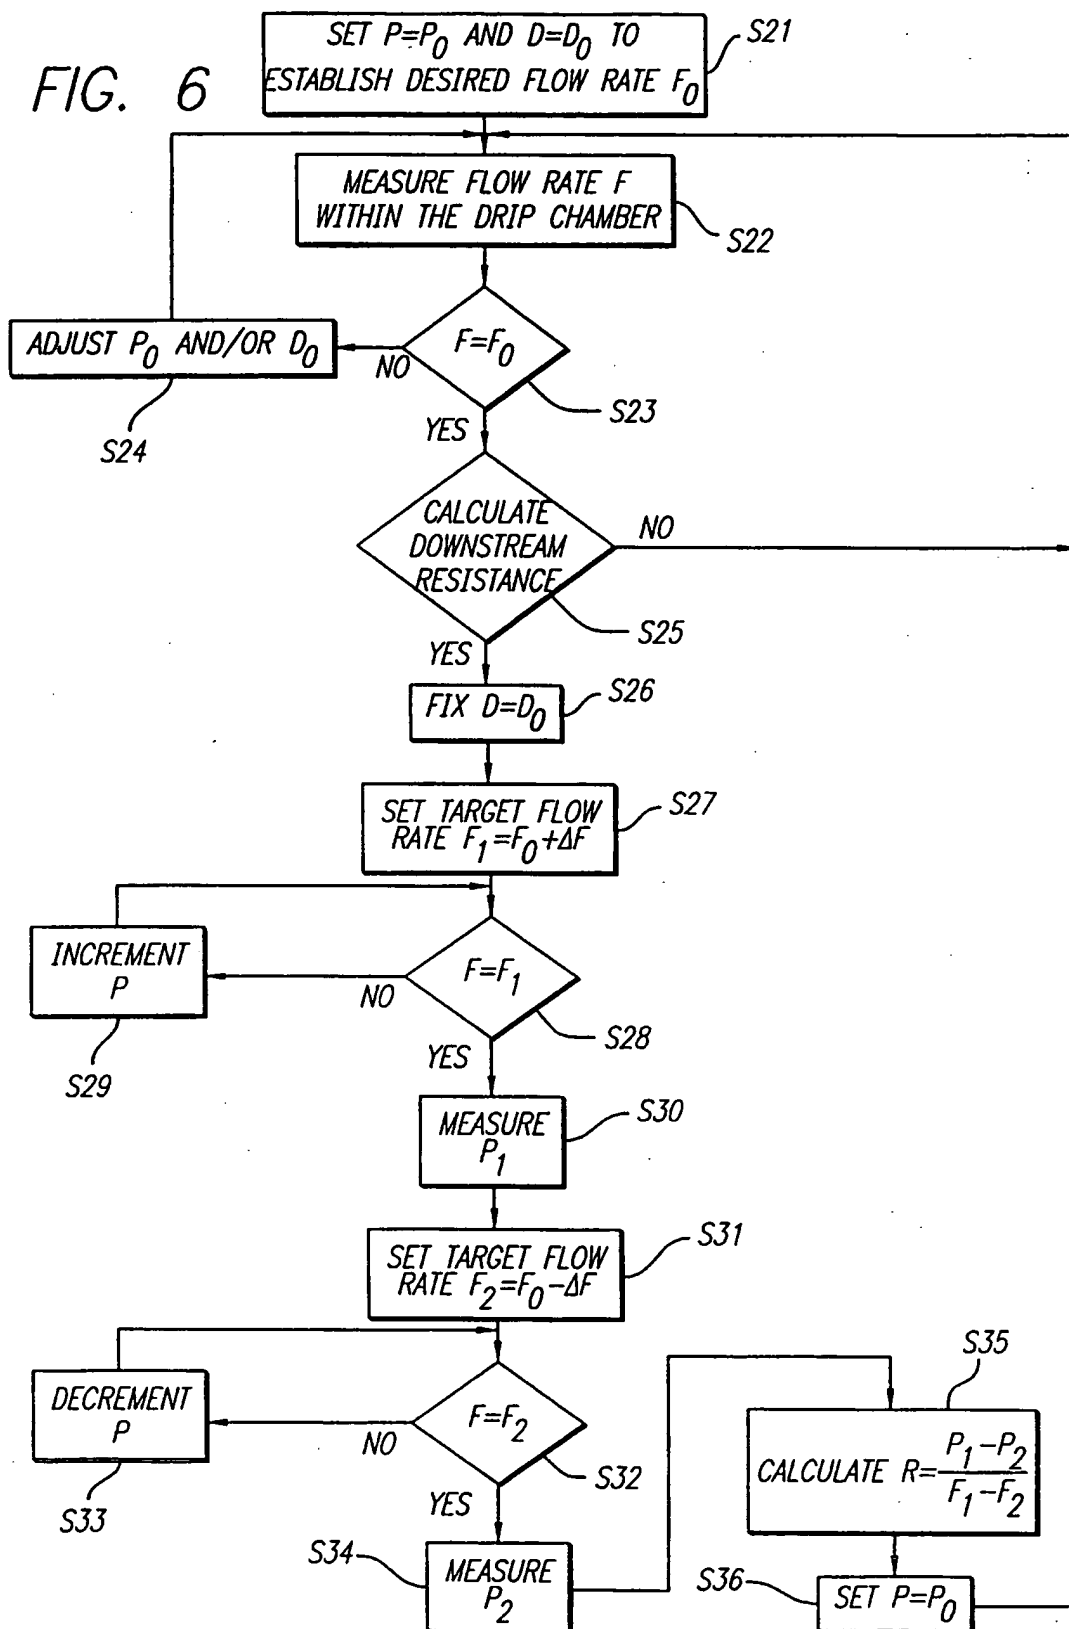 FIG. 6
SET P=P₀ AND D=D₀ TO
ESTABLISH DESIRED FLOW RATE F₀
S21
MEASURE FLOW RATE F
WITHIN THE DRIP CHAMBER
S22
F=F₀
NO
S23
ADJUST P₀ AND/OR D₀
S24
YES
CALCULATE
DOWNSTREAM
RESISTANCE
NO
S25
YES
FIX D=D₀
S26
SET TARGET FLOW
RATE F₁=F₀+ΔF
S27
F=F₁
NO
S28
INCREMENT
P
S29
YES
MEASURE
P₁
S30
SET TARGET FLOW
RATE F₂=F₀-ΔF
S31
F=F₂
NO
S32
DECREMENT
P
S33
YES
MEASURE
P₂
S34
S35
CALCULATE R=(P₁-P₂)/(F₁-F₂)
S36
SET P=P₀